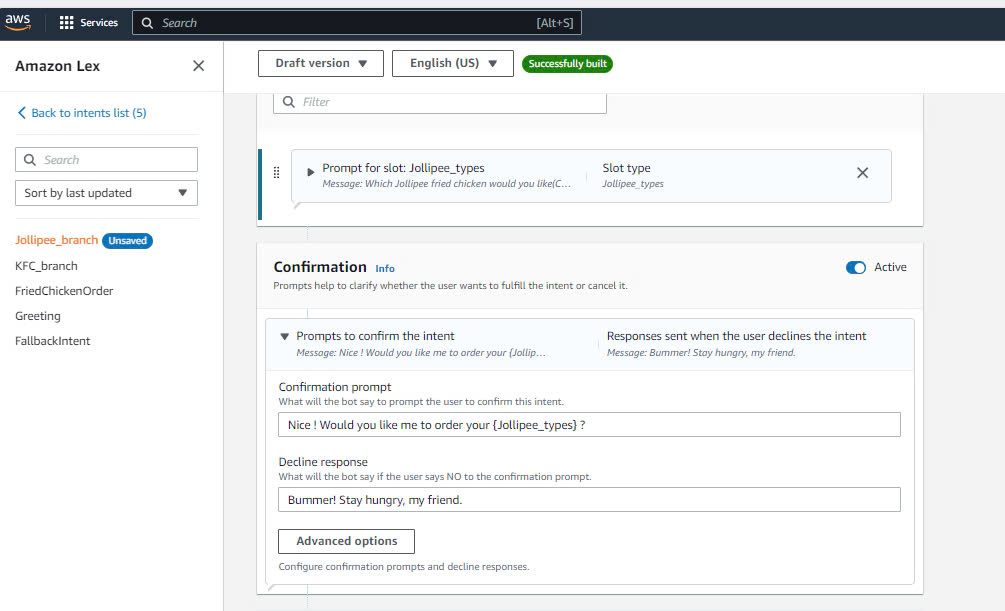 aws
Services
Search
[Alt+S]
Amazon Lex
Draft version
English (US)
Successfully built
Back to intents list (5)
Search
Sort by last updated
Jollipee_branch
Unsaved
KFC_branch
FriedChickenOrder
Greeting
FallbackIntent
Filter
Prompt for slot: Jollipee_types
Message: Which Jollipee fried chicken would you like(C...
Slot type
Jollipee_types
Confirmation
Info
Active
Prompts help to clarify whether the user wants to fulfill the intent or cancel it.
Prompts to confirm the intent
Message: Nice ! Would you like me to order your {Jollip...
Responses sent when the user declines the intent
Message: Bummer! Stay hungry, my friend.
Confirmation prompt
What will the bot say to prompt the user to confirm this intent.
Nice ! Would you like me to order your {Jollipee_types} ?
Decline response
What will the bot say if the user says NO to the confirmation prompt.
Bummer! Stay hungry, my friend.
Advanced options
Configure confirmation prompts and decline responses.